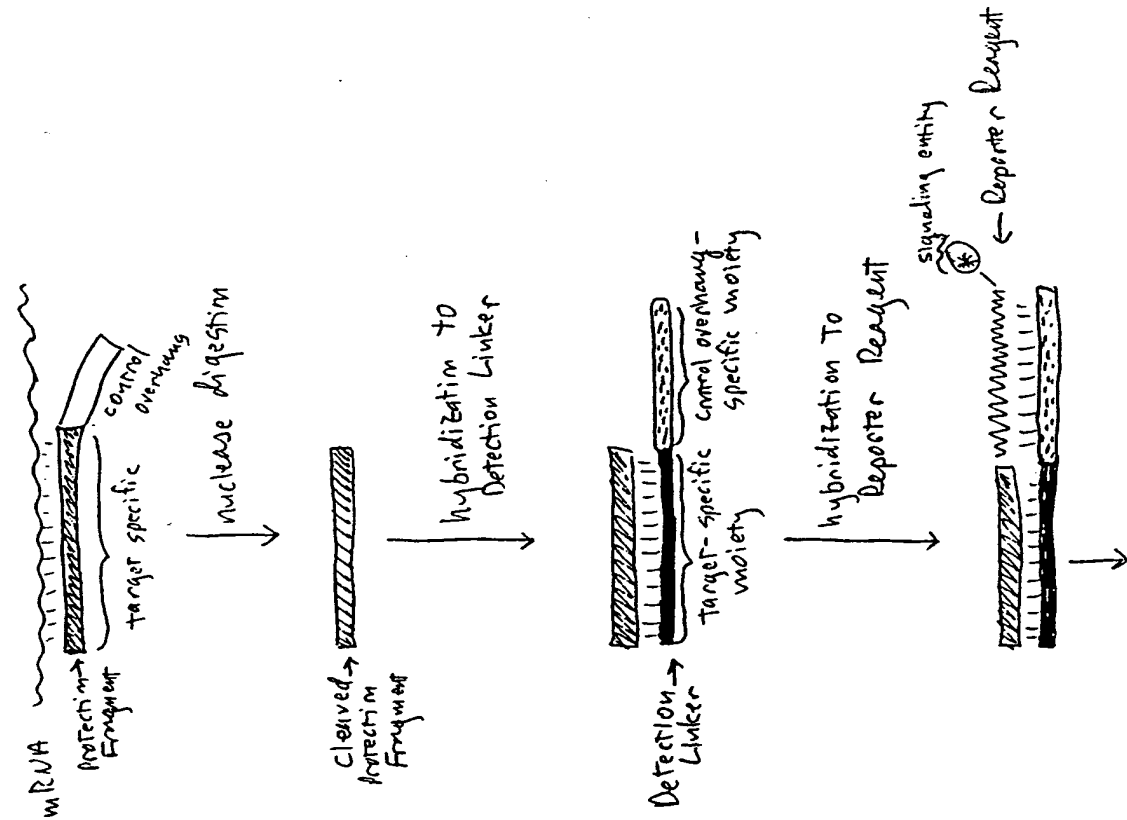 mRNA
Protection →
Fragment
control
overhang
target specific
nuclease digestion
Cleaved →
Protection
Fragment
hybridization to
Detection Linker
Detection →
Linker
target-specific
moiety
control overhang-
specific moiety
hybridization to
Reporter Reagent
signaling entity
*
← Reporter Reagent